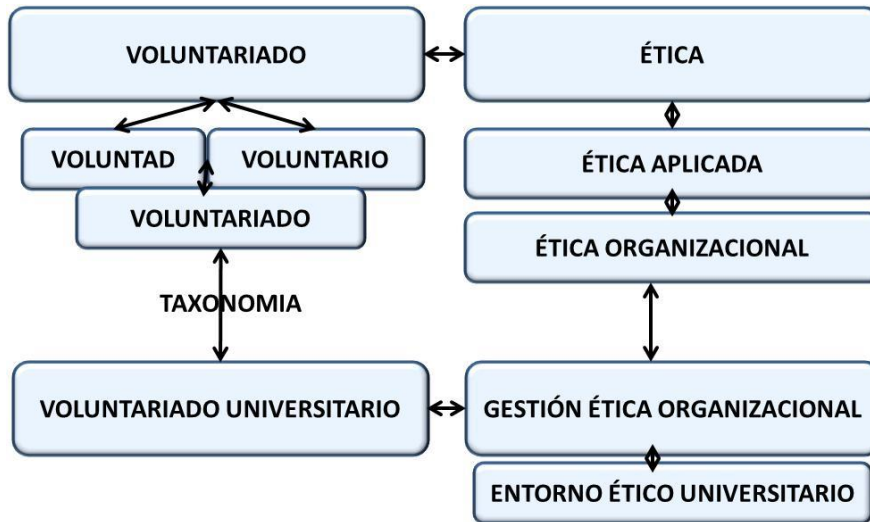 VOLUNTARIADO
ÉTICA
VOLUNTAD
VOLUNTARIO
ÉTICA APLICADA
VOLUNTARIADO
ÉTICA ORGANIZACIONAL
TAXONOMIA
VOLUNTARIADO UNIVERSITARIO
GESTIÓN ÉTICA ORGANIZACIONAL
ENTORNO ÉTICO UNIVERSITARIO